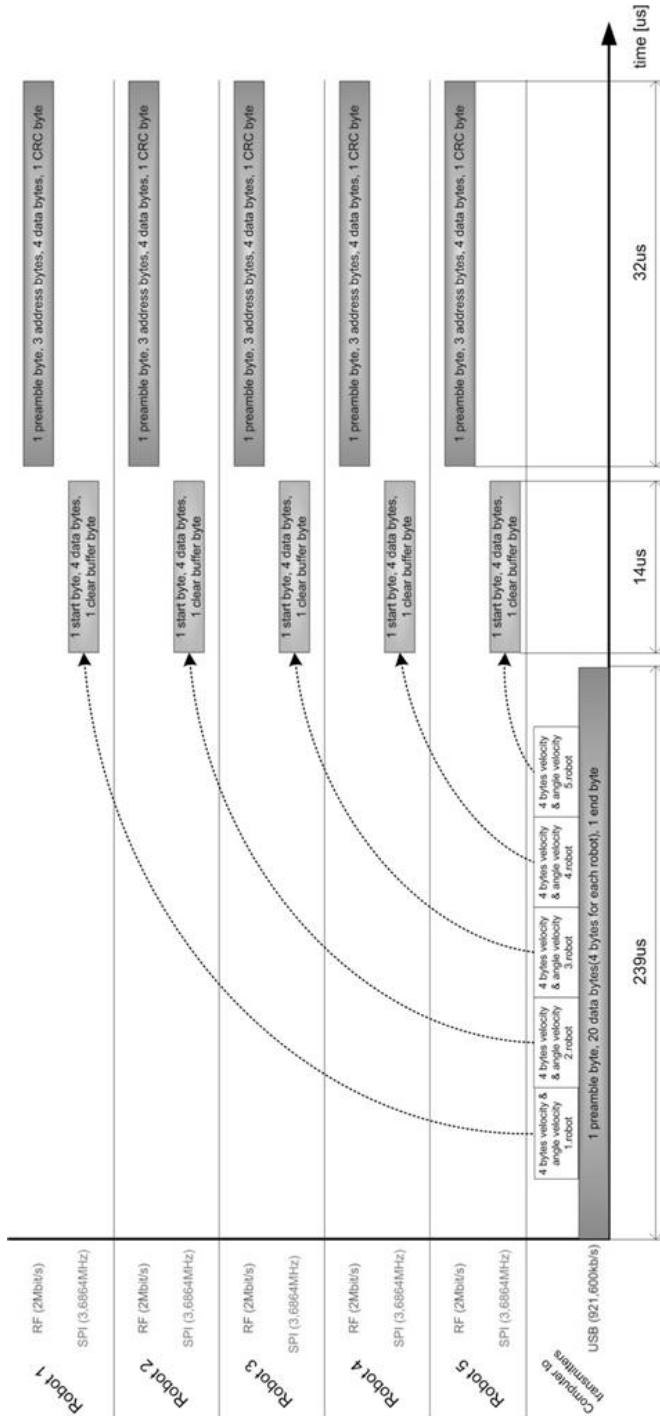 Robot 1
RF (2Mbit/s)
1 preamble byte, 3 address bytes, 4 data bytes, 1 CRC byte
SPI (3,6864MHz)
1 start byte, 4 data bytes,
1 clear buffer byte
Robot 2
RF (2Mbit/s)
1 preamble byte, 3 address bytes, 4 data bytes, 1 CRC byte
SPI (3,6864MHz)
1 start byte, 4 data bytes,
1 clear buffer byte
Robot 3
RF (2Mbit/s)
1 preamble byte, 3 address bytes, 4 data bytes, 1 CRC byte
SPI (3,6864MHz)
1 start byte, 4 data bytes,
1 clear buffer byte
Robot 4
RF (2Mbit/s)
1 preamble byte, 3 address bytes, 4 data bytes, 1 CRC byte
SPI (3,6864MHz)
1 start byte, 4 data bytes,
1 clear buffer byte
Robot 5
RF (2Mbit/s)
1 preamble byte, 3 address bytes, 4 data bytes, 1 CRC byte
SPI (3,6864MHz)
1 start byte, 4 data bytes,
1 clear buffer byte
Computer to
transmitters
4 bytes velocity &
angle velocity
1.robot
4 bytes velocity
& angle velocity
2.robot
4 bytes velocity
& angle velocity
3.robot
4 bytes velocity
& angle velocity
4.robot
4 bytes velocity
& angle velocity
5.robot
USB (921,600kb/s)
1 preamble byte, 20 data bytes(4 bytes for each robot), 1 end byte
time [us]
239us
14us
32us